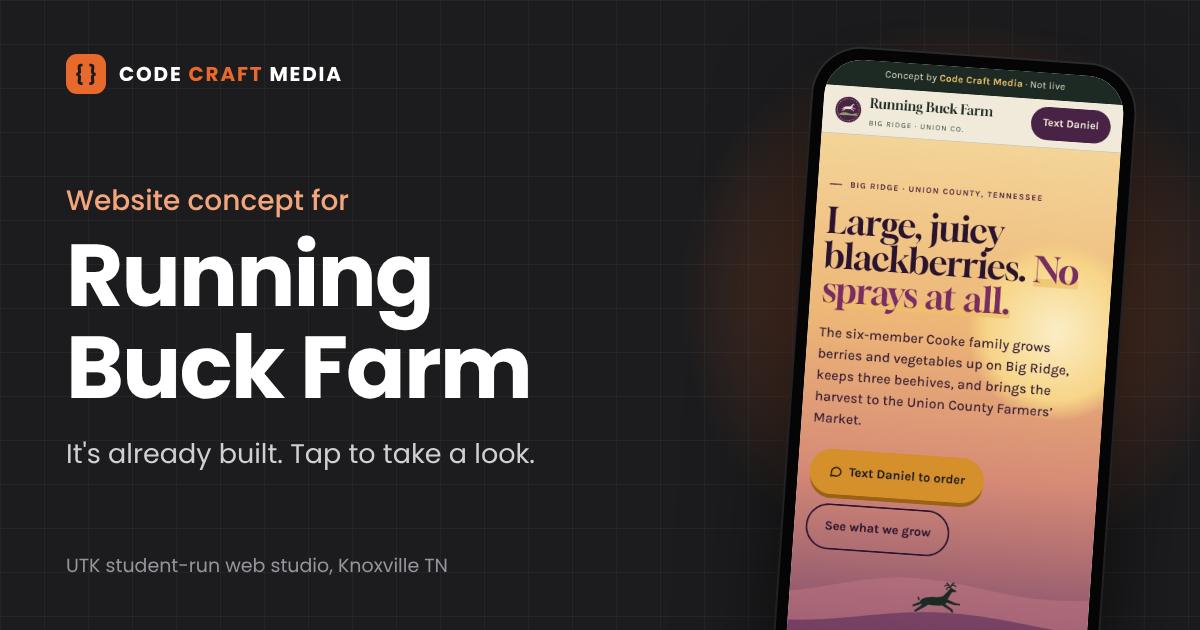 { } CODE CRAFT MEDIA
Website concept for
Running
Buck Farm
It's already built. Tap to take a look.
UTK student-run web studio, Knoxville TN
Concept by Code Craft Media · Not live
Running Buck Farm
BIG RIDGE · UNION CO.
Text Daniel
— BIG RIDGE · UNION COUNTY, TENNESSEE
Large, juicy
blackberries. No
sprays at all.
The six-member Cooke family grows
berries and vegetables up on Big Ridge,
keeps three beehives, and brings the
harvest to the Union County Farmers’
Market.
Text Daniel to order
See what we grow